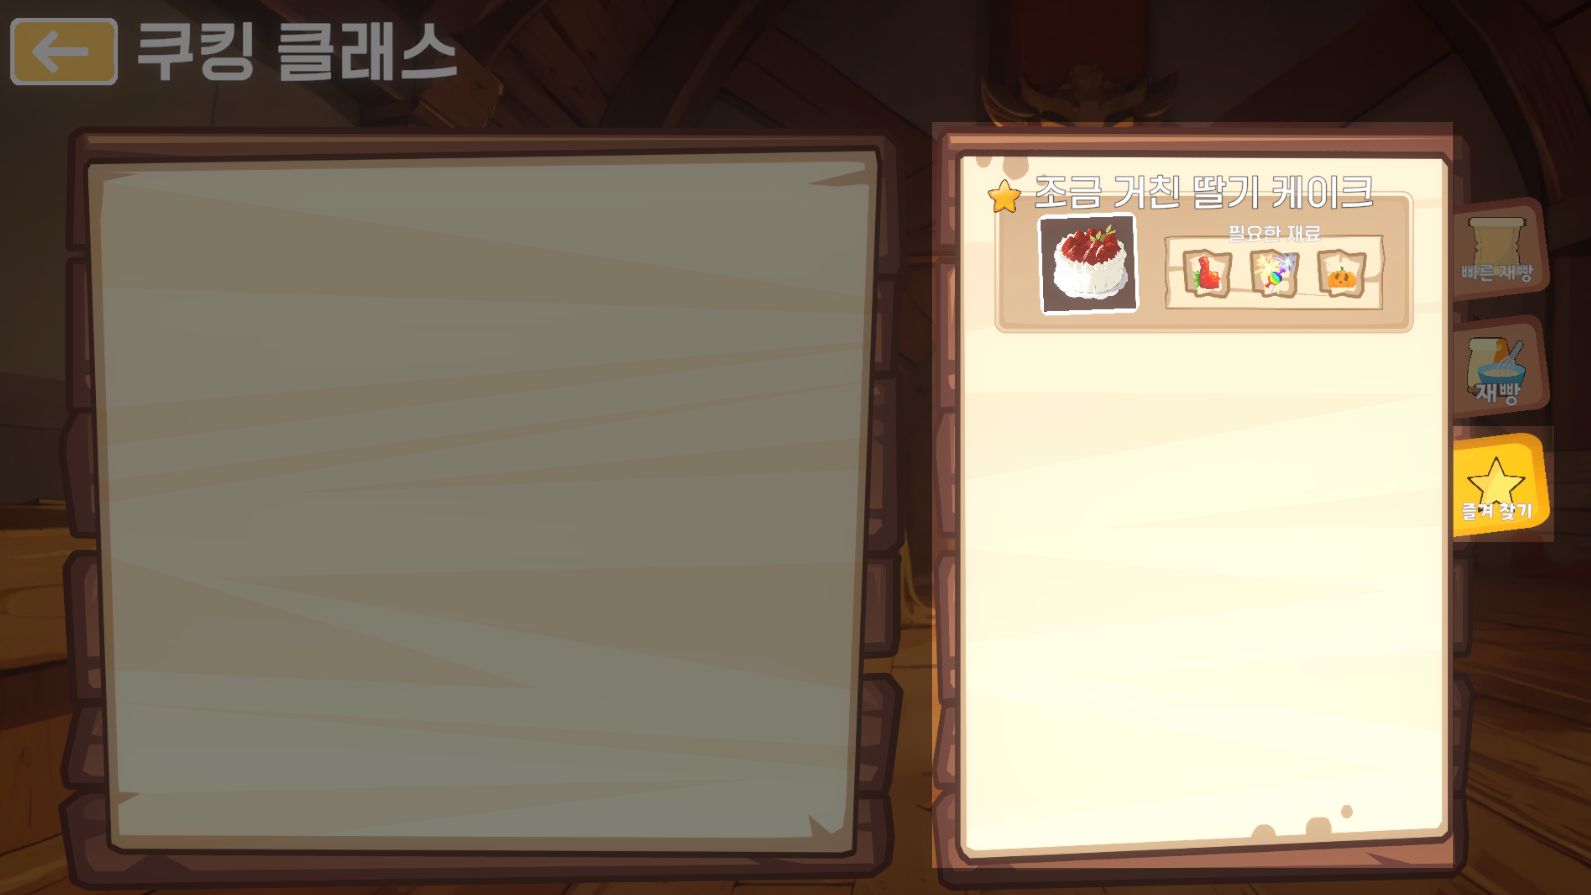 쿠킹 클래스
조금 거친 딸기 케이크
필요한 재료
빠른 재빵
재빵
즐겨 찾기